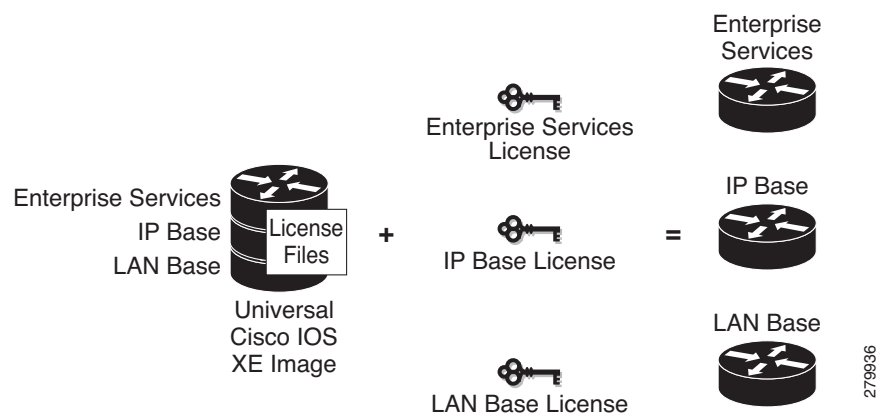 Enterprise Services
IP Base
LAN Base
License
Files
Universal
Cisco IOS
XE Image
+
Enterprise Services
License
IP Base License
LAN Base License
=
Enterprise
Services
IP Base
LAN Base
279936